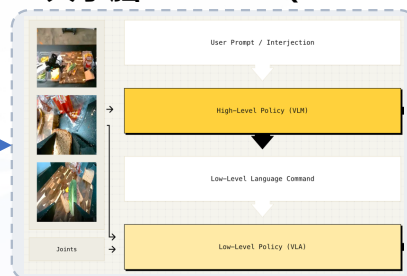 User Prompt / Interjection
High-Level Policy (VLM)
Low-Level Language Command
Low-Level Policy (VLA)
Joints